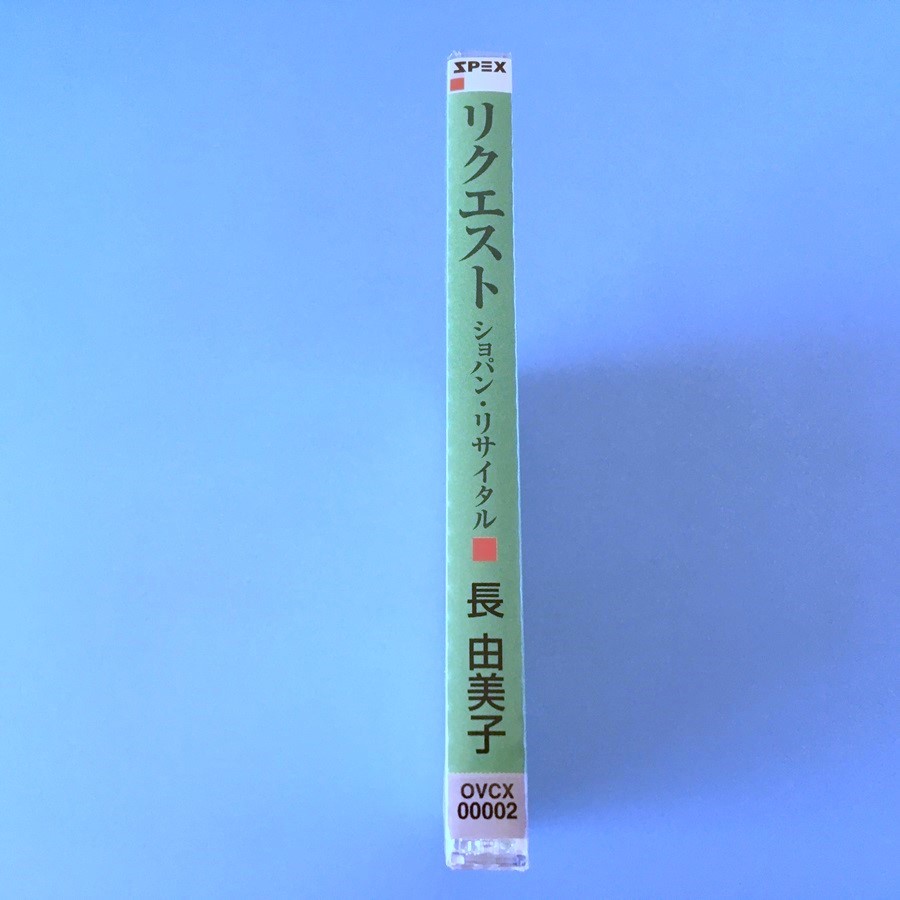 SPEX
リクエスト
ショパン・リサイタル
長 由美子
OVCX
00002